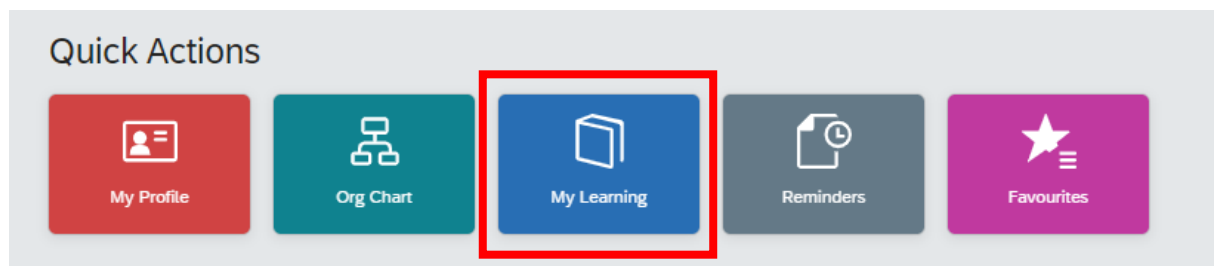 Quick Actions
My Profile
Org Chart
My Learning
Reminders
Favourites